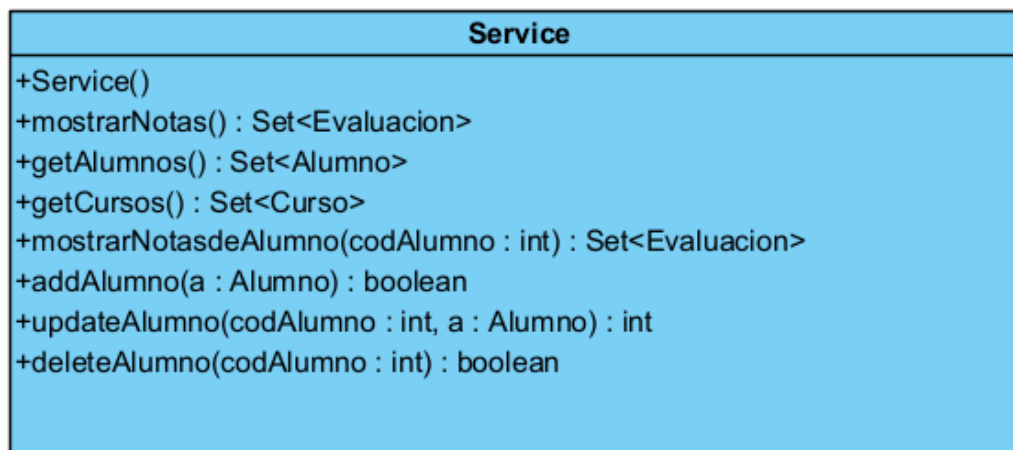 Service
+Service()
+mostrarNotas() : Set<Evaluacion>
+getAlumnos() : Set<Alumno>
+getCursos() : Set<Curso>
+mostrarNotasdeAlumno(codAlumno : int) : Set<Evaluacion>
+addAlumno(a : Alumno) : boolean
+updateAlumno(codAlumno : int, a : Alumno) : int
+deleteAlumno(codAlumno : int) : boolean